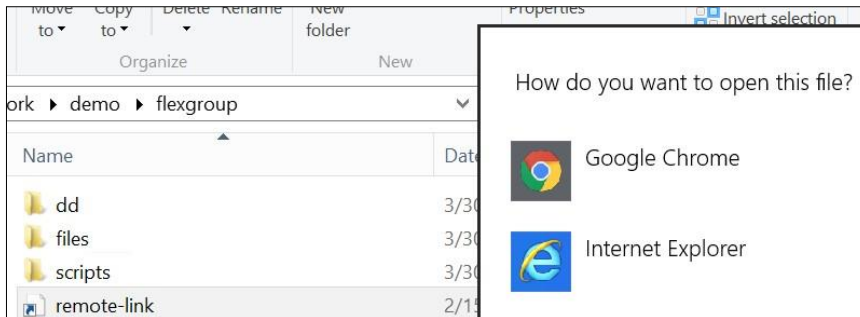 Move Copy Delete Rename New Properties Invert selection
to to folder
Organize New
ork demo flexgroup
Name Date
dd 3/30
files 3/30
scripts 3/30
remote-link 2/15
How do you want to open this file?
Google Chrome
Internet Explorer